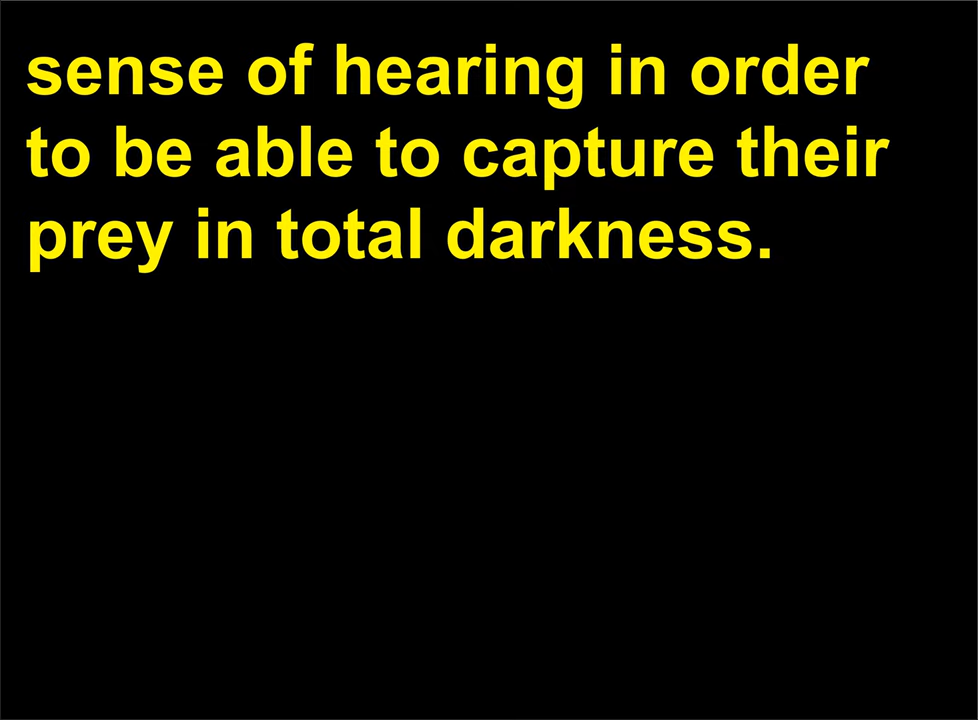 sense of hearing in order
to be able to capture their
prey in total darkness.